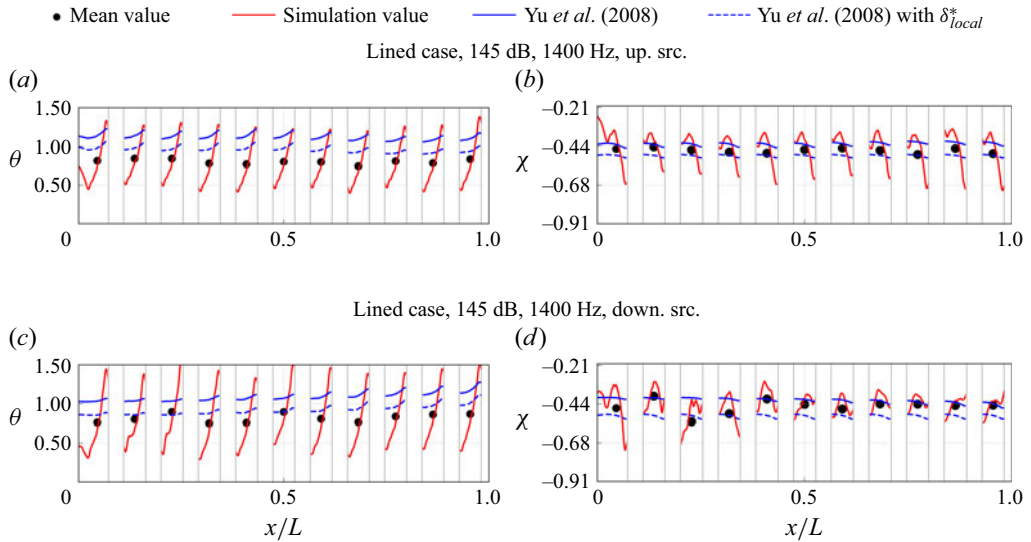 Mean value Simulation value Yu et al. (2008) Yu et al. (2008) with δ*local
Lined case, 145 dB, 1400 Hz, up. src.
(a) (b)
1.50
1.00
θ
0.50
0 0.5 1.0
–0.21
–0.44
χ
–0.68
–0.91
0 0.5 1.0
Lined case, 145 dB, 1400 Hz, down. src.
(c) (d)
1.50
1.00
θ
0.50
0 0.5 1.0
x/L
–0.21
–0.44
χ
–0.68
–0.91
0 0.5 1.0
x/L